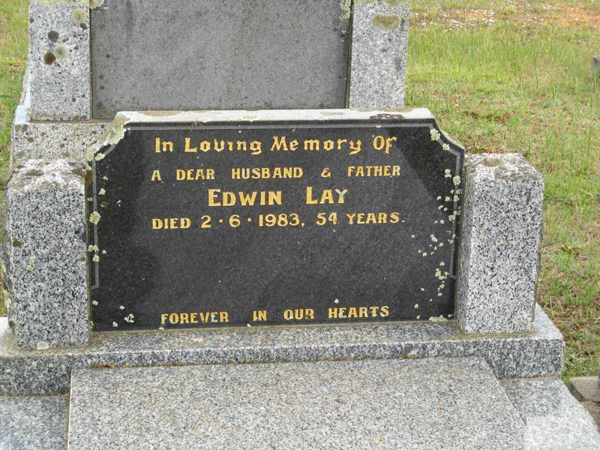 In Loving Memory Of
A DEAR HUSBAND & FATHER
EDWIN LAY
DIED 2·6·1983, 54 YEARS.
FOREVER IN OUR HEARTS